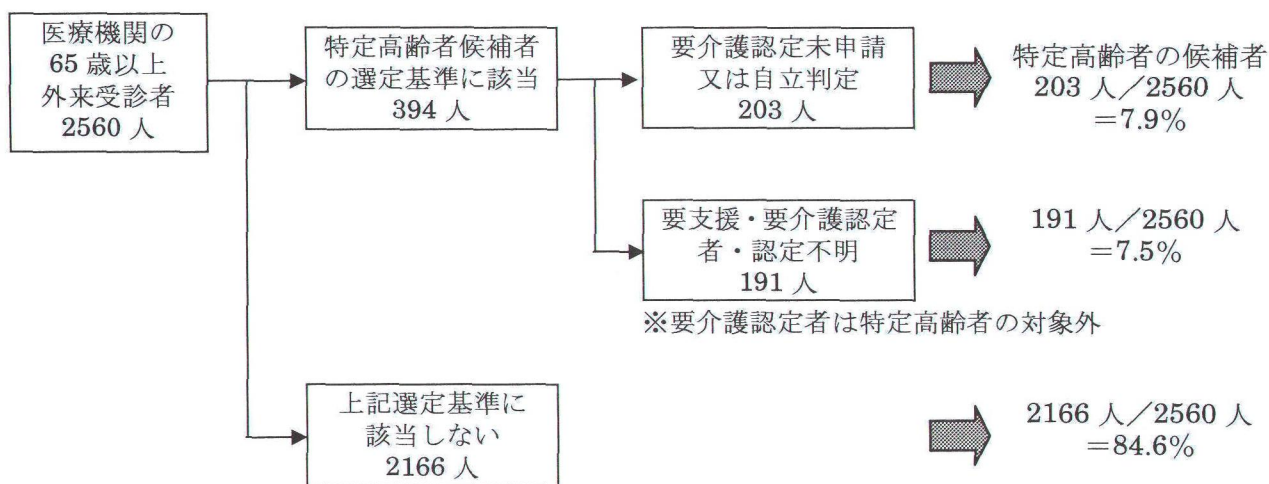 医療機関の
65 歳以上
外来受診者
2560 人
特定高齢者候補者
の選定基準に該当
394 人
要介護認定未申請
又は自立判定
203 人
特定高齢者の候補者
203 人／2560 人
＝7.9%
要支援・要介護認定
者・認定不明
191 人
191 人／2560 人
＝7.5%
※要介護認定者は特定高齢者の対象外
上記選定基準に
該当しない
2166 人
2166 人／2560 人
＝84.6%